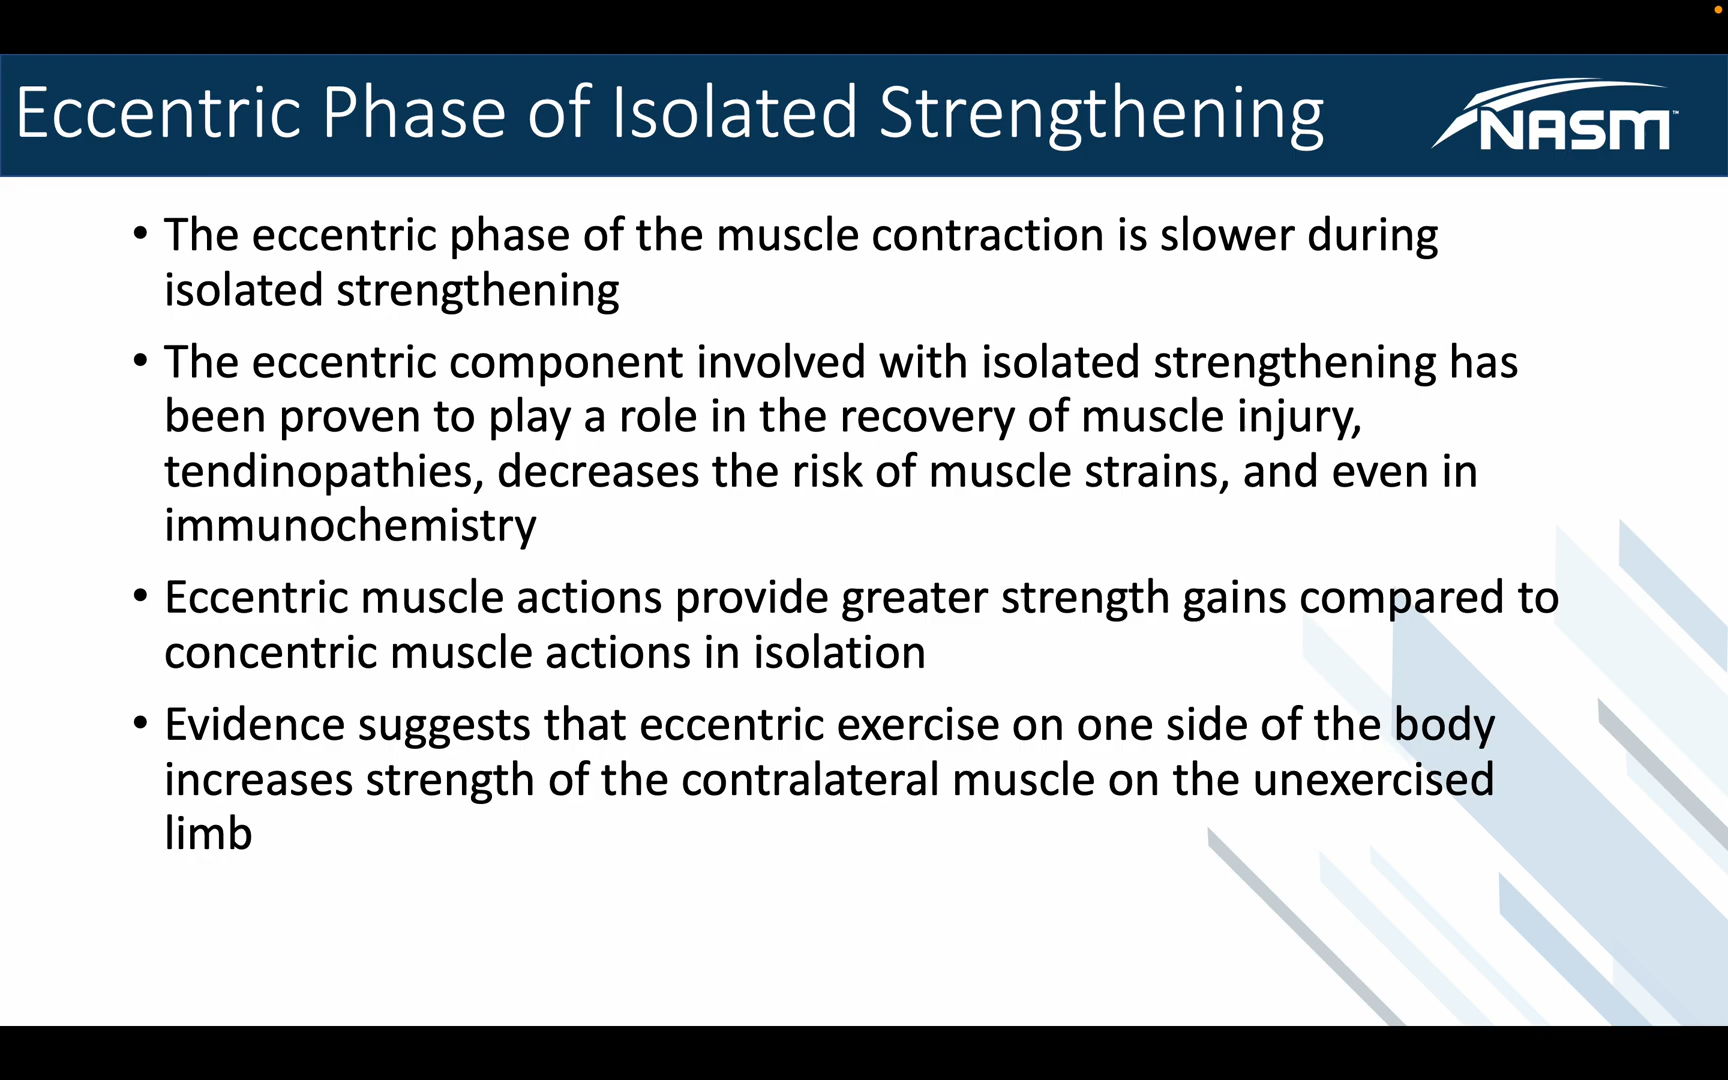 Eccentric Phase of Isolated Strengthening
NASM™
• The eccentric phase of the muscle contraction is slower during
isolated strengthening
• The eccentric component involved with isolated strengthening has
been proven to play a role in the recovery of muscle injury,
tendinopathies, decreases the risk of muscle strains, and even in
immunochemistry
• Eccentric muscle actions provide greater strength gains compared to
concentric muscle actions in isolation
• Evidence suggests that eccentric exercise on one side of the body
increases strength of the contralateral muscle on the unexercised
limb